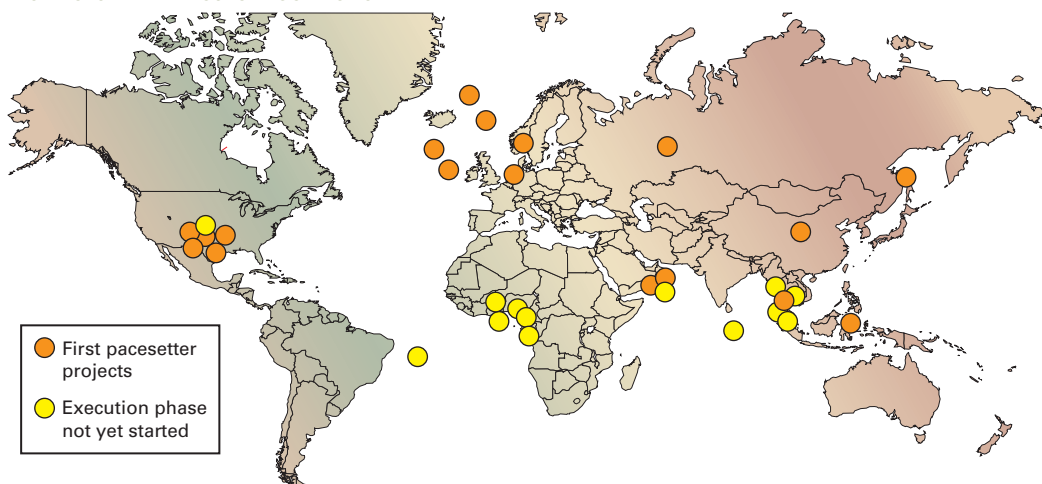 First pacesetter
projects
Execution phase
not yet started